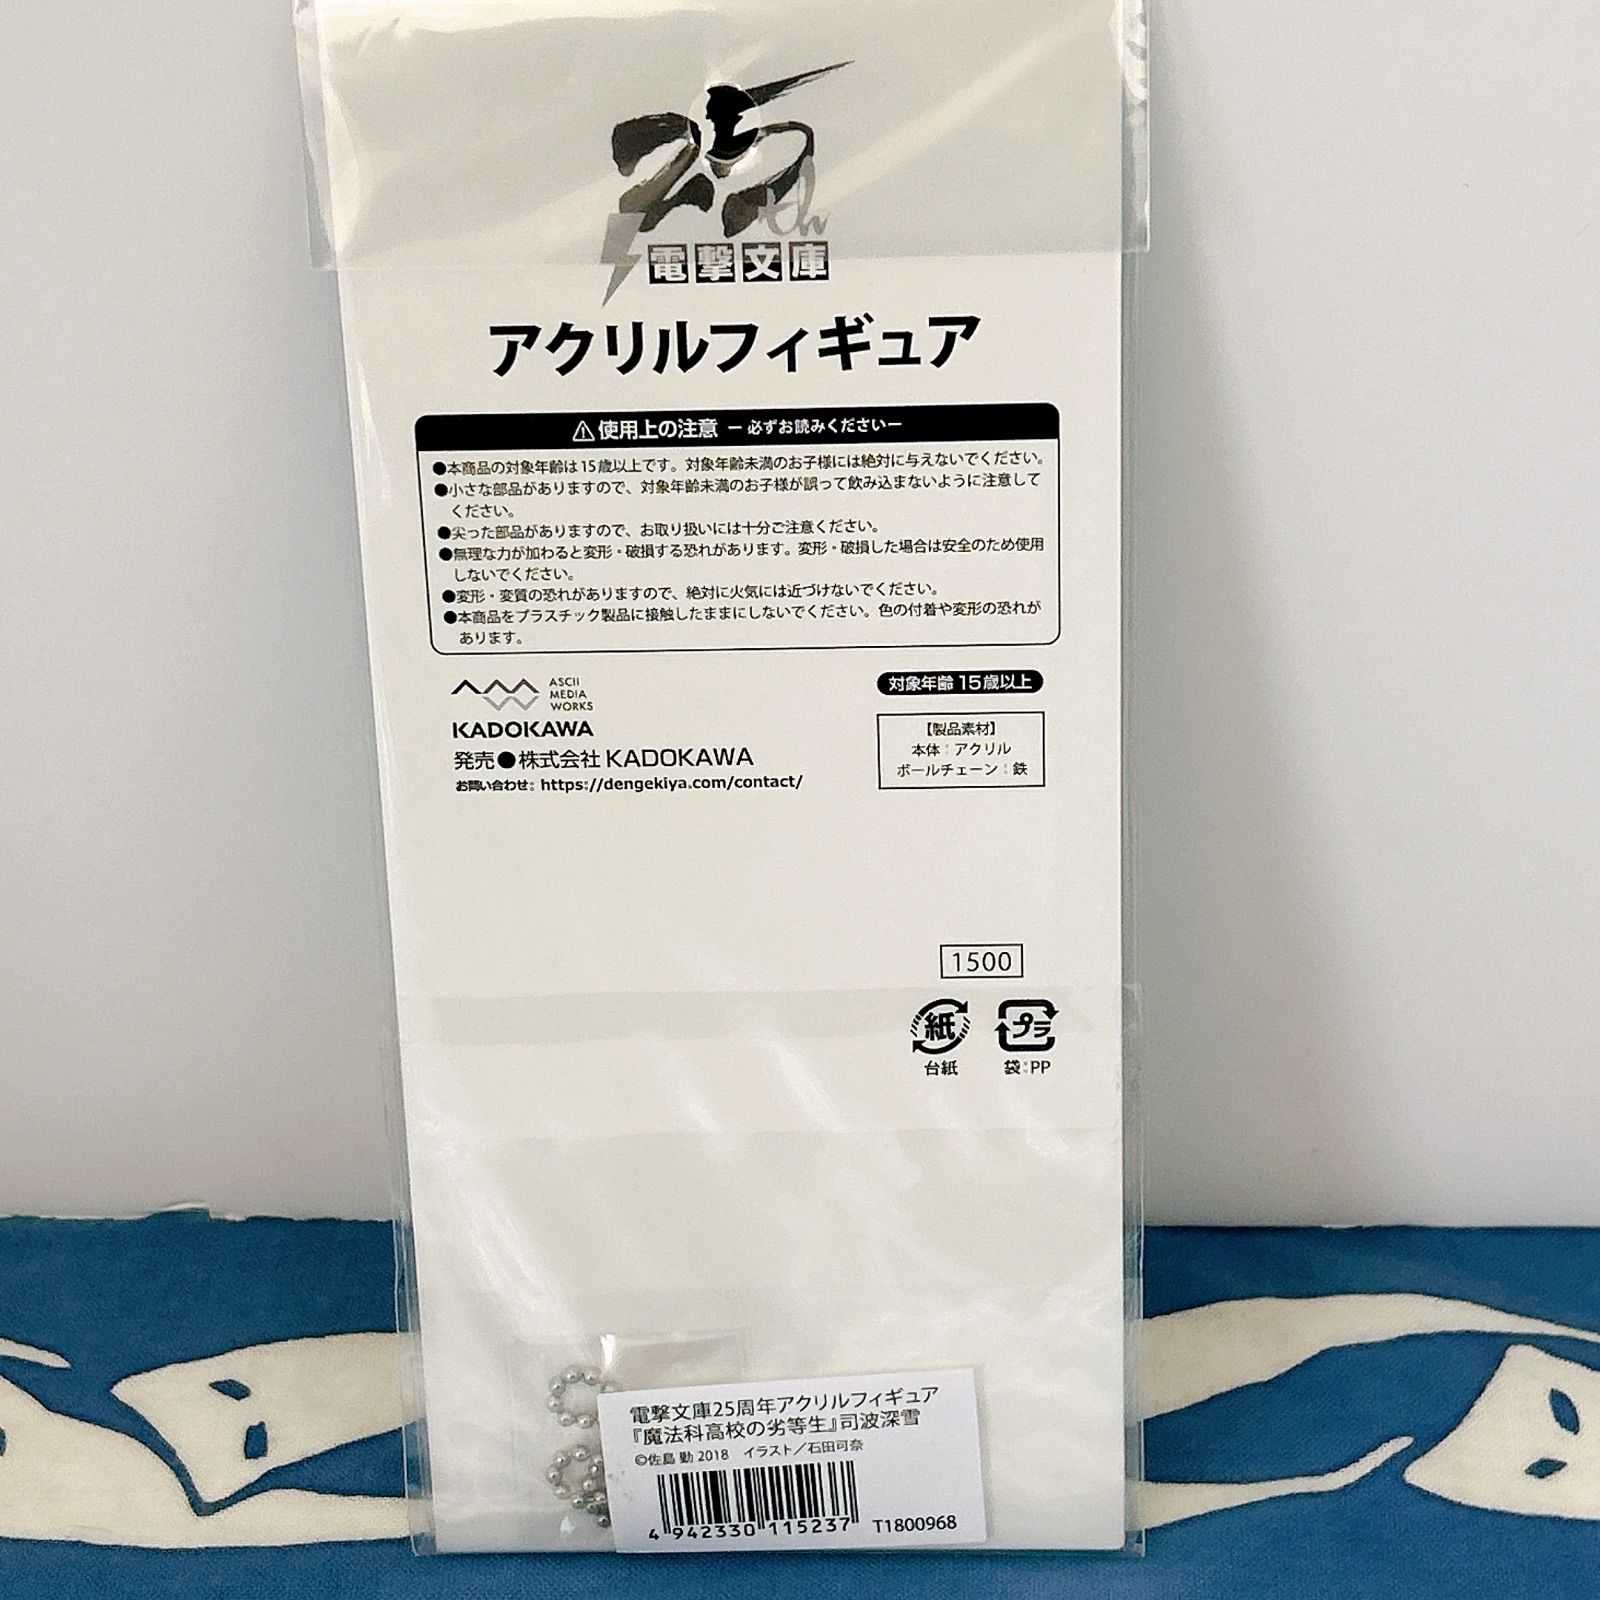 25th
電撃文庫
アクリルフィギュア
⚠使用上の注意 ー必ずお読みくださいー
●本商品の対象年齢は15歳以上です。対象年齢未満のお子様には絶対に与えないでください。
●小さな部品がありますので、対象年齢未満のお子様が誤って飲み込まないように注意して
ください。
●尖った部品がありますので、お取り扱いには十分ご注意ください。
●無理な力が加わると変形・破損する恐れがあります。変形・破損した場合は安全のため使用
しないでください。
●変形・変質の恐れがありますので、絶対に火気には近づけないでください。
●本商品をプラスチック製品に接触したままにしないでください。色の付着や変形の恐れが
あります。
ASCII
MEDIA
WORKS
KADOKAWA
発売●株式会社KADOKAWA
お問い合わせ：https://dengekiya.com/contact/
対象年齢15歳以上
【製品素材】
本体：アクリル
ボールチェーン：鉄
1500
紙
台紙
プラ
袋：PP
電撃文庫25周年アクリルフィギュア
『魔法科高校の劣等生』司波深雪
©佐島 勤 2018 イラスト／石田可奈
4 942330 115237 T1800968